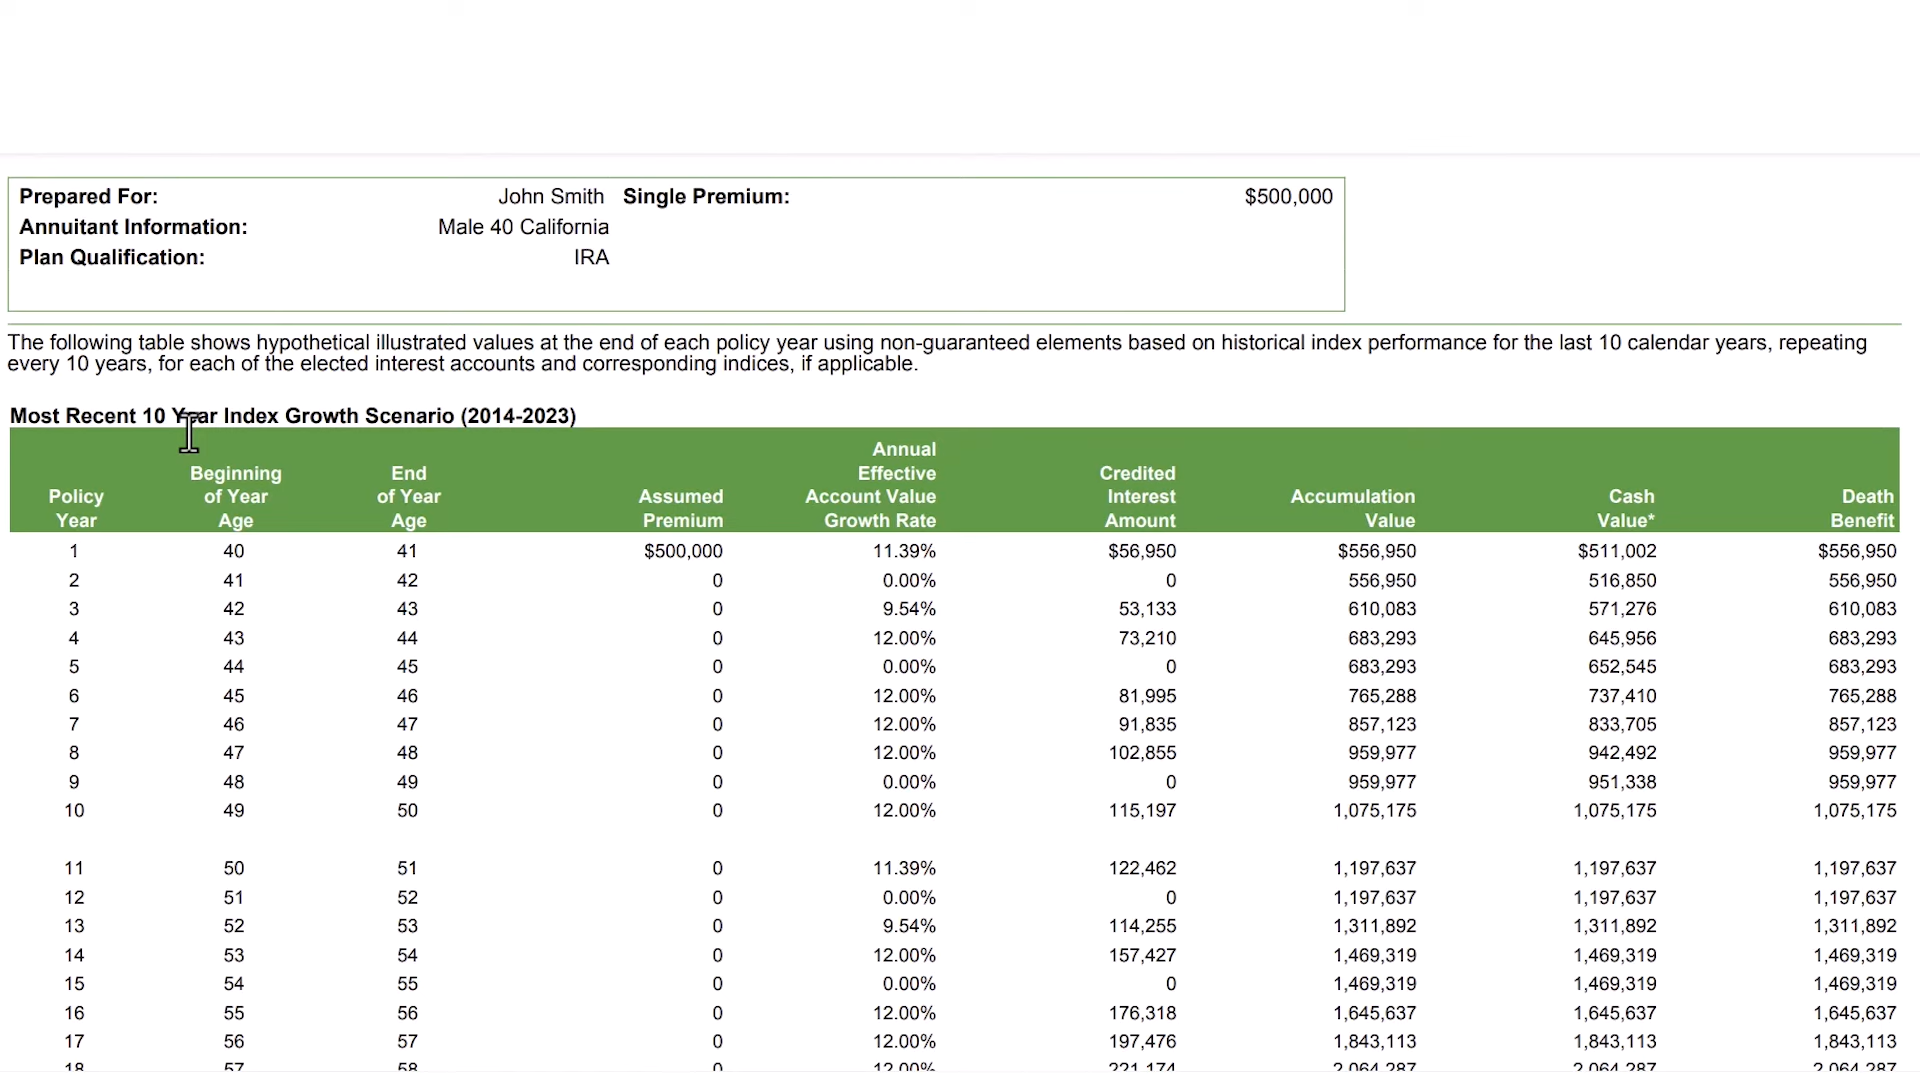 Prepared For: John Smith Single Premium: $500,000
Annuitant Information: Male 40 California
Plan Qualification: IRA
The following table shows hypothetical illustrated values at the end of each policy year using non-guaranteed elements based on historical index performance for the last 10 calendar years, repeating
every 10 years, for each of the elected interest accounts and corresponding indices, if applicable.
Most Recent 10 Year Index Growth Scenario (2014-2023)
Annual
Beginning End Effective Credited
Policy of Year of Year Assumed Account Value Interest Accumulation Cash Death
Year Age Age Premium Growth Rate Amount Value Value* Benefit
1 40 41 $500,000 11.39% $56,950 $556,950 $511,002 $556,950
2 41 42 0 0.00% 0 556,950 516,850 556,950
3 42 43 0 9.54% 53,133 610,083 571,276 610,083
4 43 44 0 12.00% 73,210 683,293 645,956 683,293
5 44 45 0 0.00% 0 683,293 652,545 683,293
6 45 46 0 12.00% 81,995 765,288 737,410 765,288
7 46 47 0 12.00% 91,835 857,123 833,705 857,123
8 47 48 0 12.00% 102,855 959,977 942,492 959,977
9 48 49 0 0.00% 0 959,977 951,338 959,977
10 49 50 0 12.00% 115,197 1,075,175 1,075,175 1,075,175
11 50 51 0 11.39% 122,462 1,197,637 1,197,637 1,197,637
12 51 52 0 0.00% 0 1,197,637 1,197,637 1,197,637
13 52 53 0 9.54% 114,255 1,311,892 1,311,892 1,311,892
14 53 54 0 12.00% 157,427 1,469,319 1,469,319 1,469,319
15 54 55 0 0.00% 0 1,469,319 1,469,319 1,469,319
16 55 56 0 12.00% 176,318 1,645,637 1,645,637 1,645,637
17 56 57 0 12.00% 197,476 1,843,113 1,843,113 1,843,113
18 57 58 0 12.00% 221,174 2,064,287 2,064,287 2,064,287